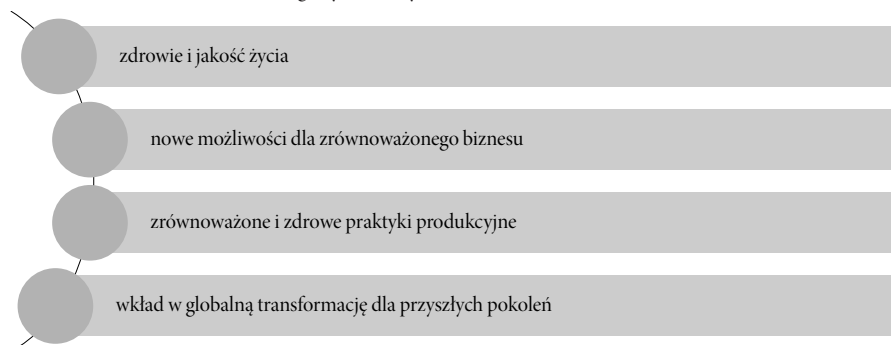 zdrowie i jakość życia
nowe możliwości dla zrównoważonego biznesu
zrównoważone i zdrowe praktyki produkcyjne
wkład w globalną transformację dla przyszłych pokoleń